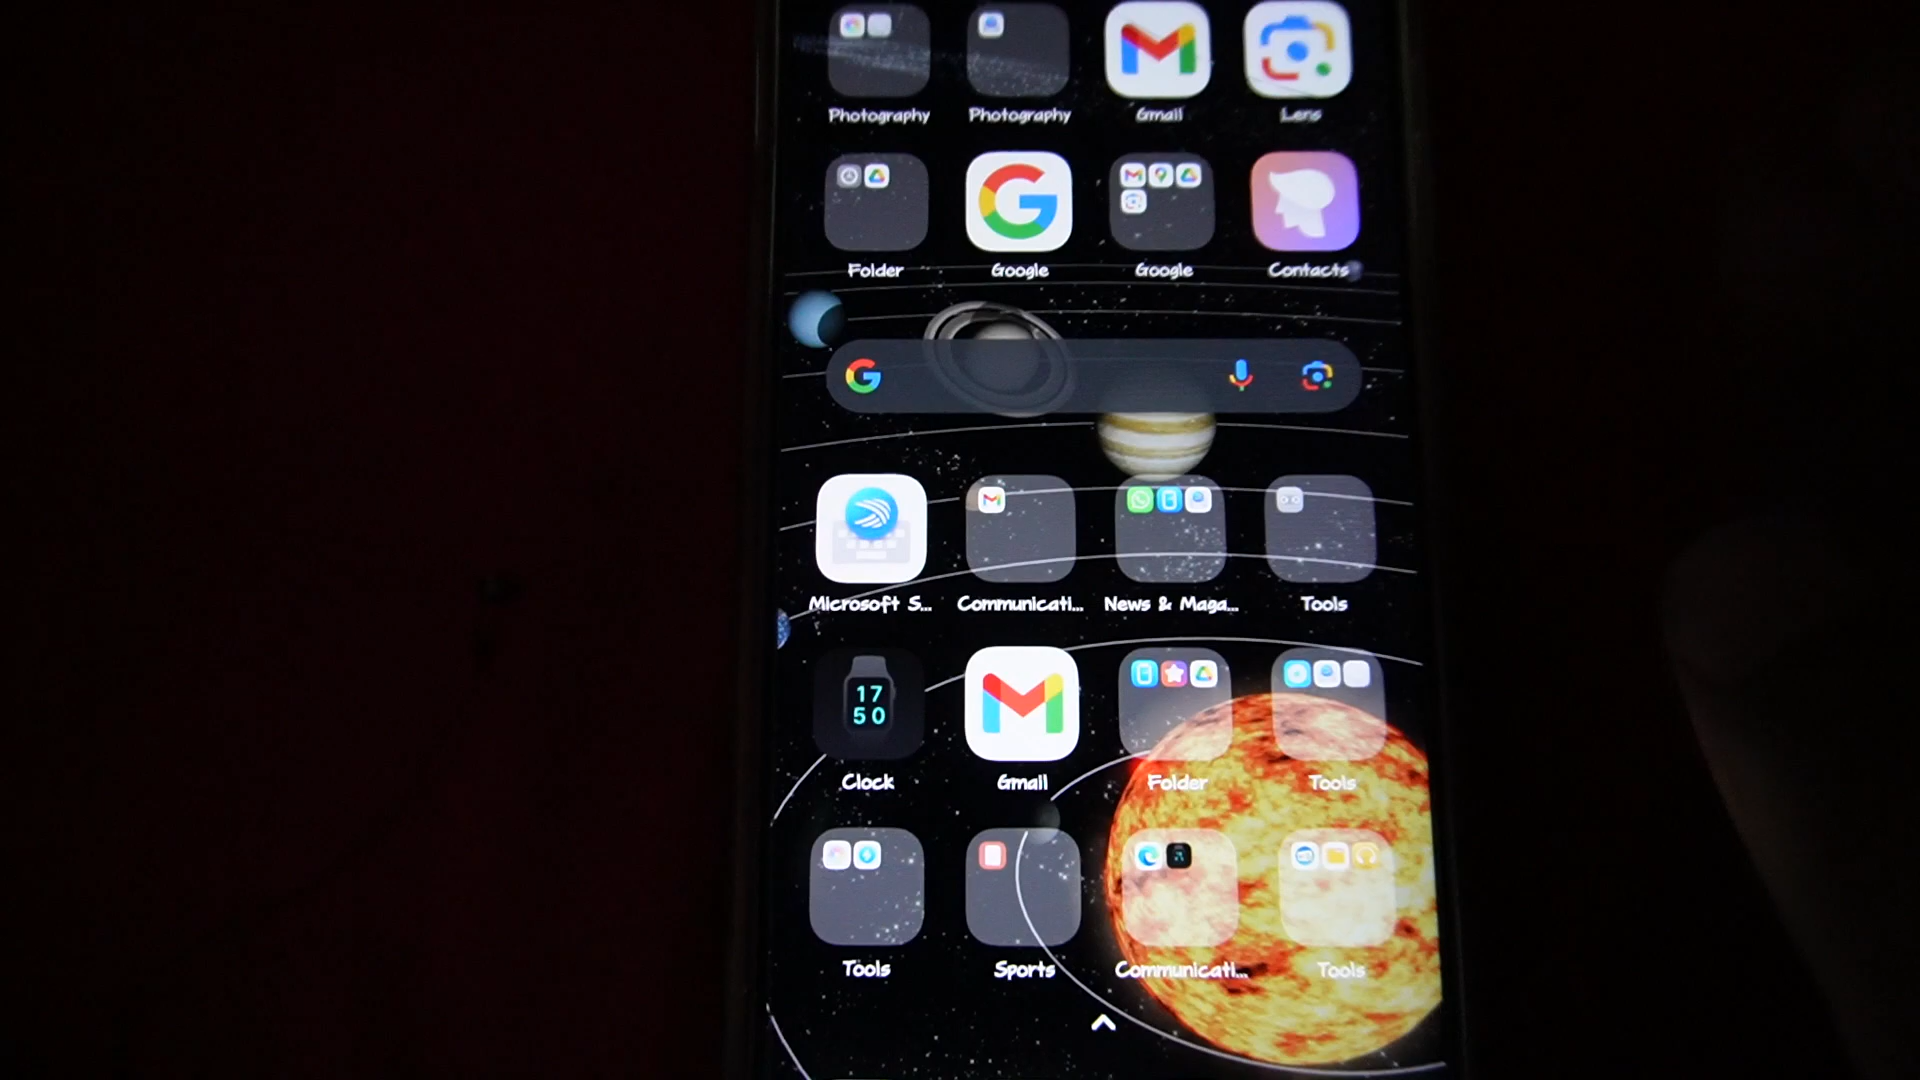 Photography Photography Gmail Lens
Folder Google Google Contacts
Microsoft S... Communicati... News & Maga... Tools
17
50
Clock Gmail Folder Tools
Tools Sports Communicati... Tools